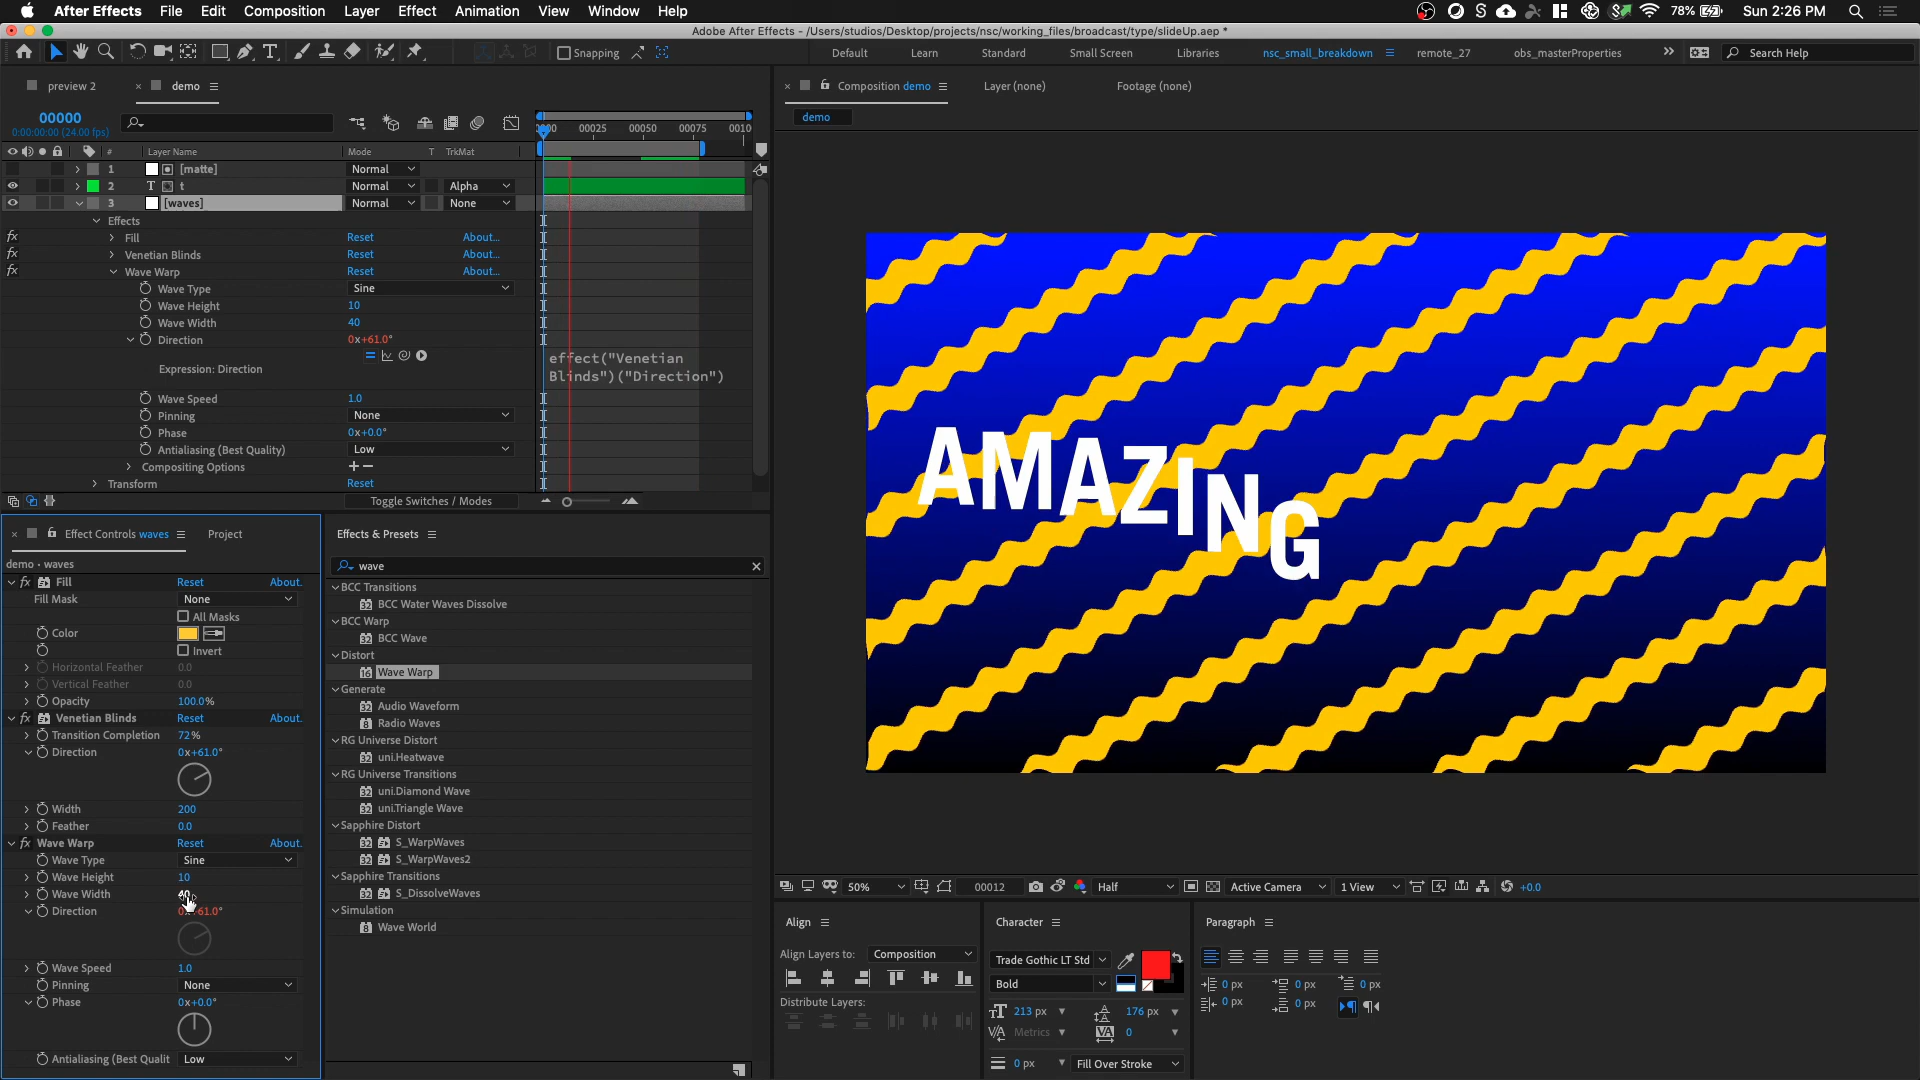 After Effects File Edit Composition Layer Effect Animation View Window Help 78% Sun 2:26 PM
Adobe After Effects - /Users/studios/Desktop/projects/nsc/working_files/broadcast/type/slideUp.aep *
Snapping Default Learn Standard Small Screen Libraries nsc_small_breakdown remote_27 obs_masterProperties Search Help
preview 2 demo
00000
0:00:00:00 (24.00 fps)
00025 00050 00075 0010
# Layer Name Mode T TrkMat
1 [matte] Normal
2 T t Normal Alpha
3 [waves] Normal None
Effects
fx Fill Reset About...
fx Venetian Blinds Reset About...
fx Wave Warp Reset About...
Wave Type Sine
Wave Height 10
Wave Width 40
Direction 0x+61.0°
Expression: Direction
effect("Venetian
Blinds")("Direction")
Wave Speed 1.0
Pinning None
Phase 0x+0.0°
Antialiasing (Best Quality) Low
Compositing Options
Transform Reset
Toggle Switches / Modes
Effect Controls waves Project
demo • waves
fx Fill Reset About.
Fill Mask None
All Masks
Color
Invert
Horizontal Feather 0.0
Vertical Feather 0.0
Opacity 100.0%
fx Venetian Blinds Reset About.
Transition Completion 72%
Direction 0x+61.0°
Width 200
Feather 0.0
fx Wave Warp Reset About.
Wave Type Sine
Wave Height 10
Wave Width 40
Direction 0x+61.0°
Wave Speed 1.0
Pinning None
Phase 0x+0.0°
Antialiasing (Best Qualit Low
Effects & Presets
wave
BCC Transitions
BCC Water Waves Dissolve
BCC Warp
BCC Wave
Distort
Wave Warp
Generate
Audio Waveform
Radio Waves
RG Universe Distort
uni.Heatwave
RG Universe Transitions
uni.Diamond Wave
uni.Triangle Wave
Sapphire Distort
S_WarpWaves
S_WarpWaves2
Sapphire Transitions
S_DissolveWaves
Simulation
Wave World
Composition demo Layer (none) Footage (none)
demo
AMAZING
50% 00012 Half Active Camera 1 View +0.0
Align
Align Layers to: Composition
Distribute Layers:
Character
Trade Gothic LT Std
Bold
213 px 176 px
Metrics 0
0 px Fill Over Stroke
Paragraph
0 px 0 px 0 px
0 px 0 px